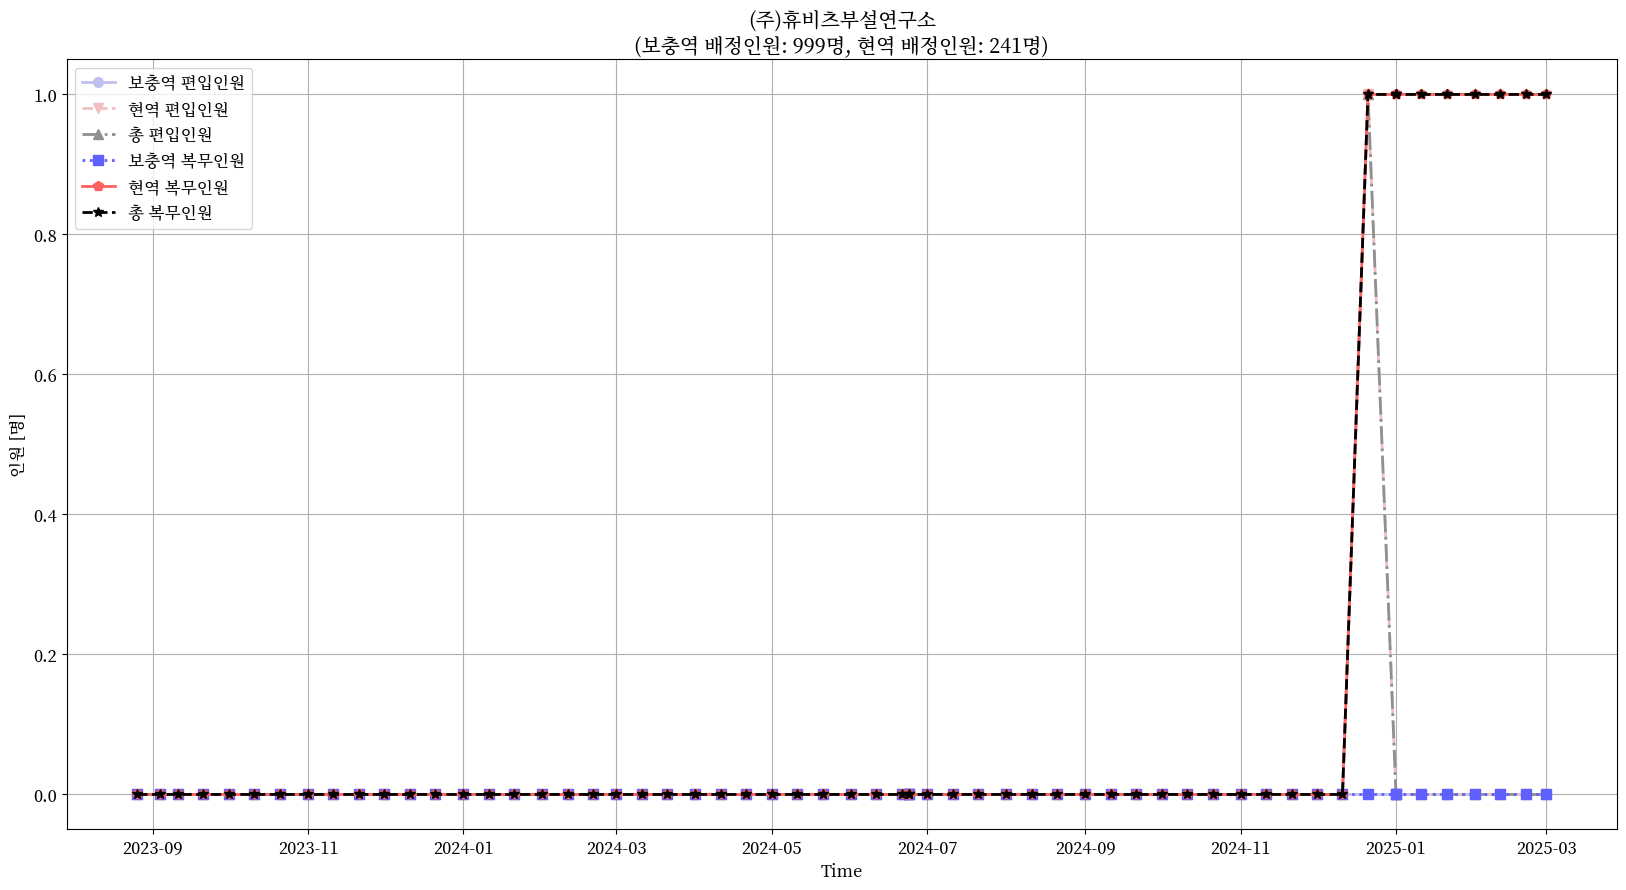 (주)휴비츠부설연구소
(보충역 배정인원: 999명, 현역 배정인원: 241명)
보충역 편입인원
현역 편입인원
총 편입인원
보충역 복무인원
현역 복무인원
총 복무인원
1.0
0.8
0.6
0.4
0.2
0.0
인원 [명]
2023-09
2023-11
2024-01
2024-03
2024-05
2024-07
2024-09
2024-11
2025-01
2025-03
Time